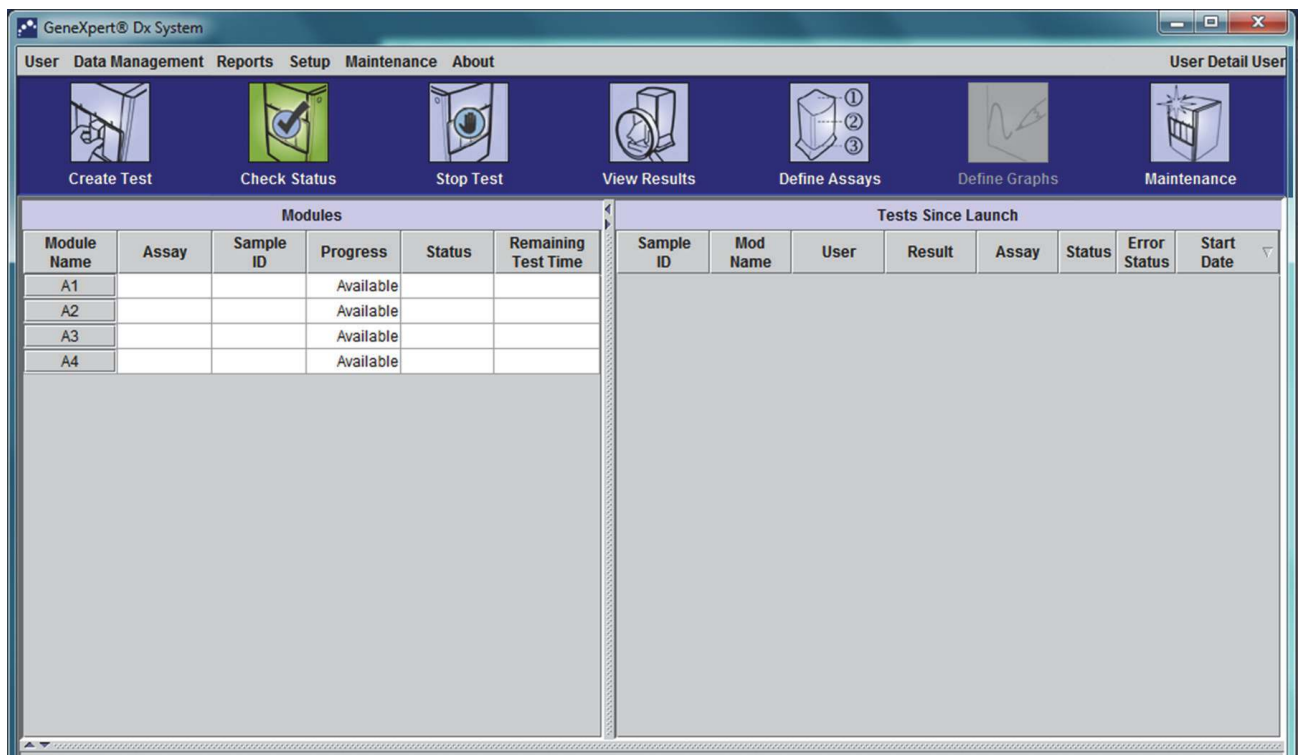 GeneXpert® Dx System
User Data Management Reports Setup Maintenance About User Detail User
① ② ③
Create Test Check Status Stop Test View Results Define Assays Define Graphs Maintenance
Modules
Module Name Assay Sample ID Progress Status Remaining Test Time
A1 Available
A2 Available
A3 Available
A4 Available
Tests Since Launch
Sample ID Mod Name User Result Assay Status Error Status Start Date